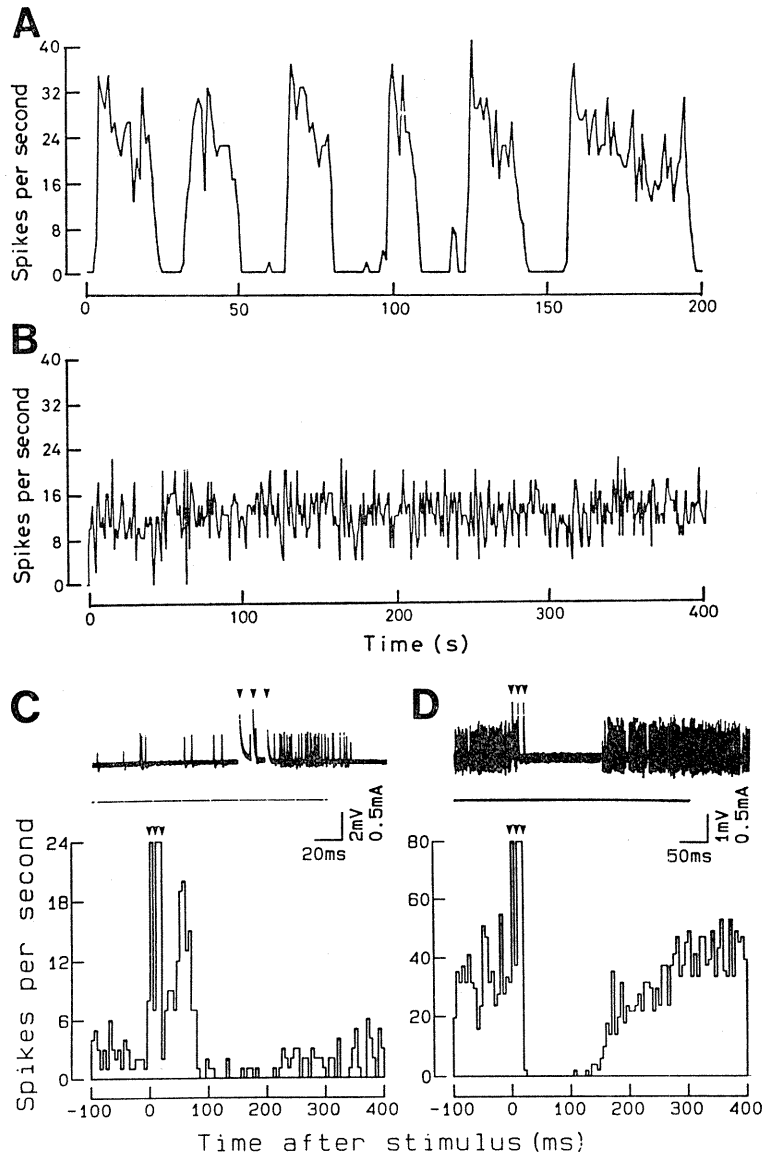 A
Spikes per second
40
32
24
16
8
0
0 50 100 150 200
B
Spikes per second
40
32
24
16
8
0
0 100 200 300 400
Time (s)
C
D
2mV
0.5mA
20ms
1mV
0.5mA
50ms
Spikes per second
24
18
12
6
0
-100 0 100 200 300 400
80
60
40
20
0
-100 0 100 200 300 400
Time after stimulus (ms)